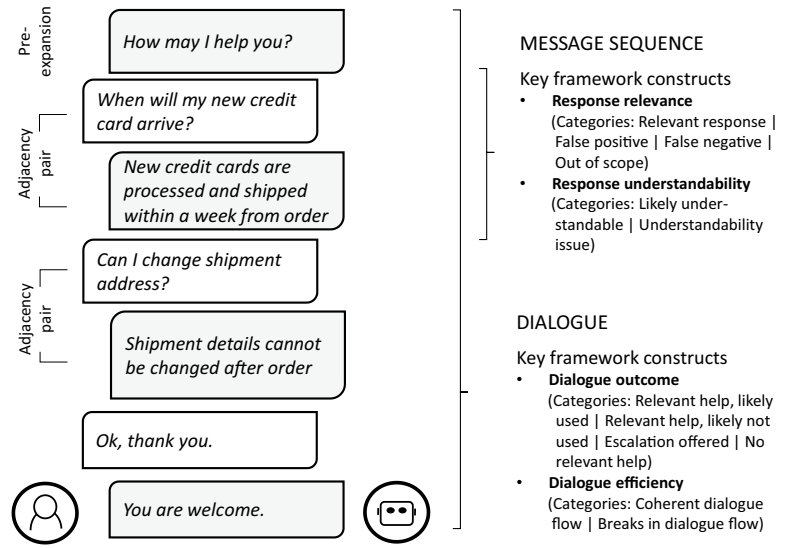 Pre-
expansion
How may I help you?
When will my new credit
card arrive?
Adjacency
pair
New credit cards are
processed and shipped
within a week from order
Can I change shipment
address?
Adjacency
pair
Shipment details cannot
be changed after order
Ok, thank you.
You are welcome.
MESSAGE SEQUENCE
Key framework constructs
• Response relevance
(Categories: Relevant response |
False positive | False negative |
Out of scope)
• Response understandability
(Categories: Likely under-
standable | Understandability
issue)
DIALOGUE
Key framework constructs
• Dialogue outcome
(Categories: Relevant help, likely
used | Relevant help, likely not
used | Escalation offered | No
relevant help)
• Dialogue efficiency
(Categories: Coherent dialogue
flow | Breaks in dialogue flow)